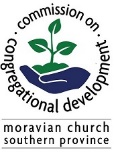 commission on •
congregational development •
moravian church
southern province